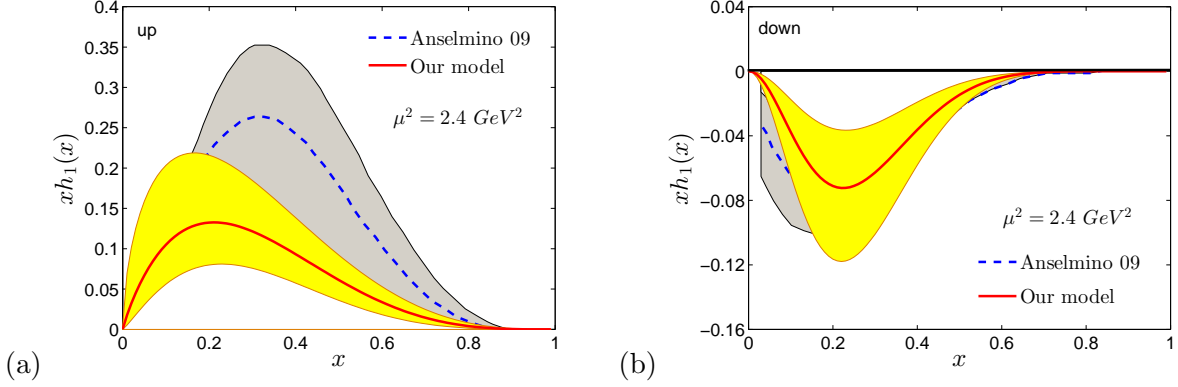 up
Anselmino 09
Our model
μ² = 2.4 GeV²
xh₁(x)
0.4
0.35
0.3
0.25
0.2
0.15
0.1
0.05
0
0 0.2 0.4 0.6 0.8 1
x
(a)
down
0.04
0
−0.04
−0.08
−0.12
−0.16
xh₁(x)
μ² = 2.4 GeV²
Anselmino 09
Our model
0 0.2 0.4 0.6 0.8 1
x
(b)